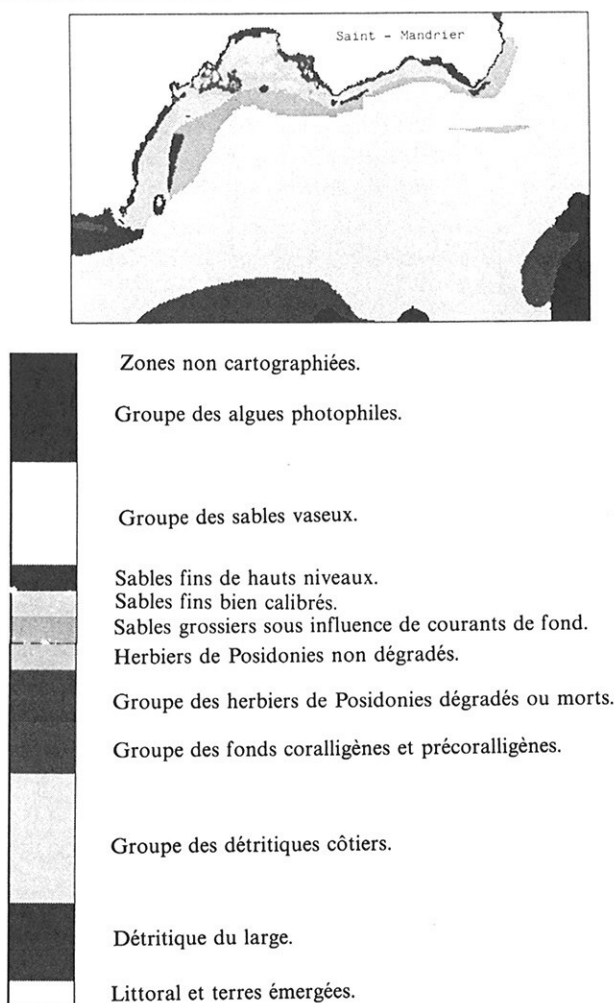 Saint - Mandrier
Zones non cartographiées.
Groupe des algues photophiles.
Groupe des sables vaseux.
Sables fins de hauts niveaux.
Sables fins bien calibrés.
Sables grossiers sous influence de courants de fond.
Herbiers de Posidonies non dégradés.
Groupe des herbiers de Posidonies dégradés ou morts.
Groupe des fonds coralligènes et précoralligènes.
Groupe des détritiques côtiers.
Détritique du large.
Littoral et terres émergées.